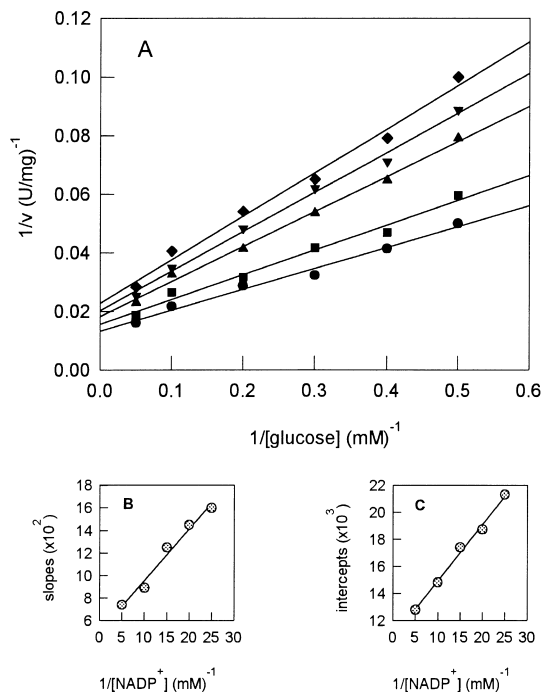 A
0.12
0.10
0.08
0.06
0.04
0.02
0.00
1/v (U/mg)-1
0.0 0.1 0.2 0.3 0.4 0.5 0.6
1/[glucose] (mM)-1
B
18
16
14
12
10
8
6
slopes (x10²)
0 5 10 15 20 25 30
1/[NADP+] (mM)-1
C
22
20
18
16
14
12
intercepts (x10³)
0 5 10 15 20 25 30
1/[NADP+] (mM)-1